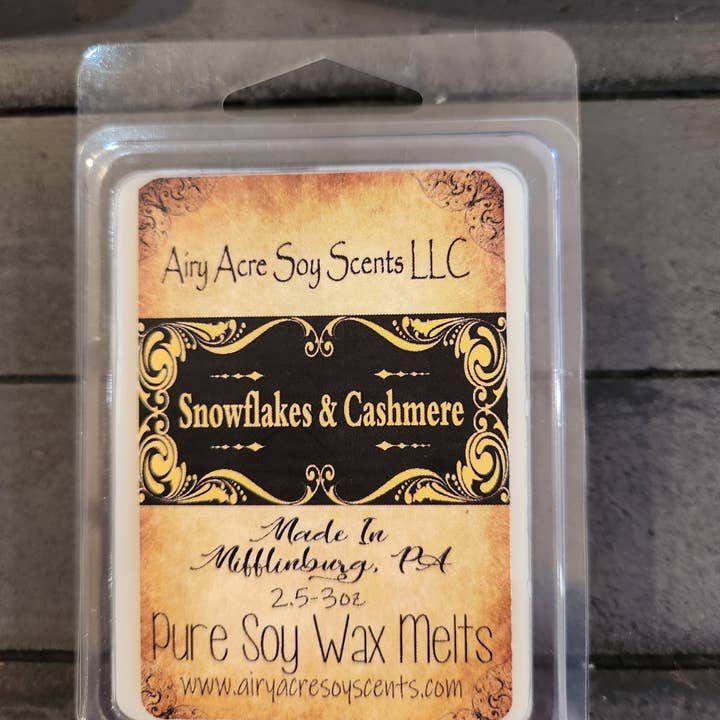 Airy Acre Soy Scents LLC
Snowflakes & Cashmere
Made In
Mifflinburg, PA
2.5-3oz
Pure Soy Wax Melts
www.airyacresoyscents.com